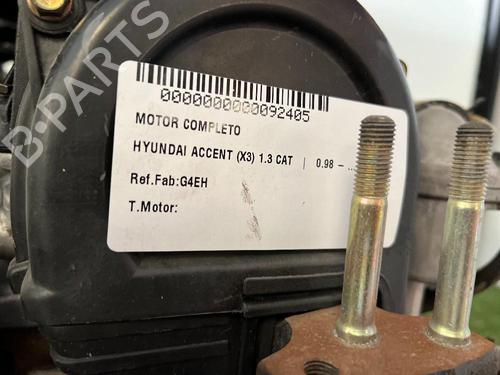 B-PARTS
0000000000092405
MOTOR COMPLETO
HYUNDAI ACCENT (X3) 1.3 CAT | 0.98 – ...
Ref.Fab:G4EH
T.Motor: